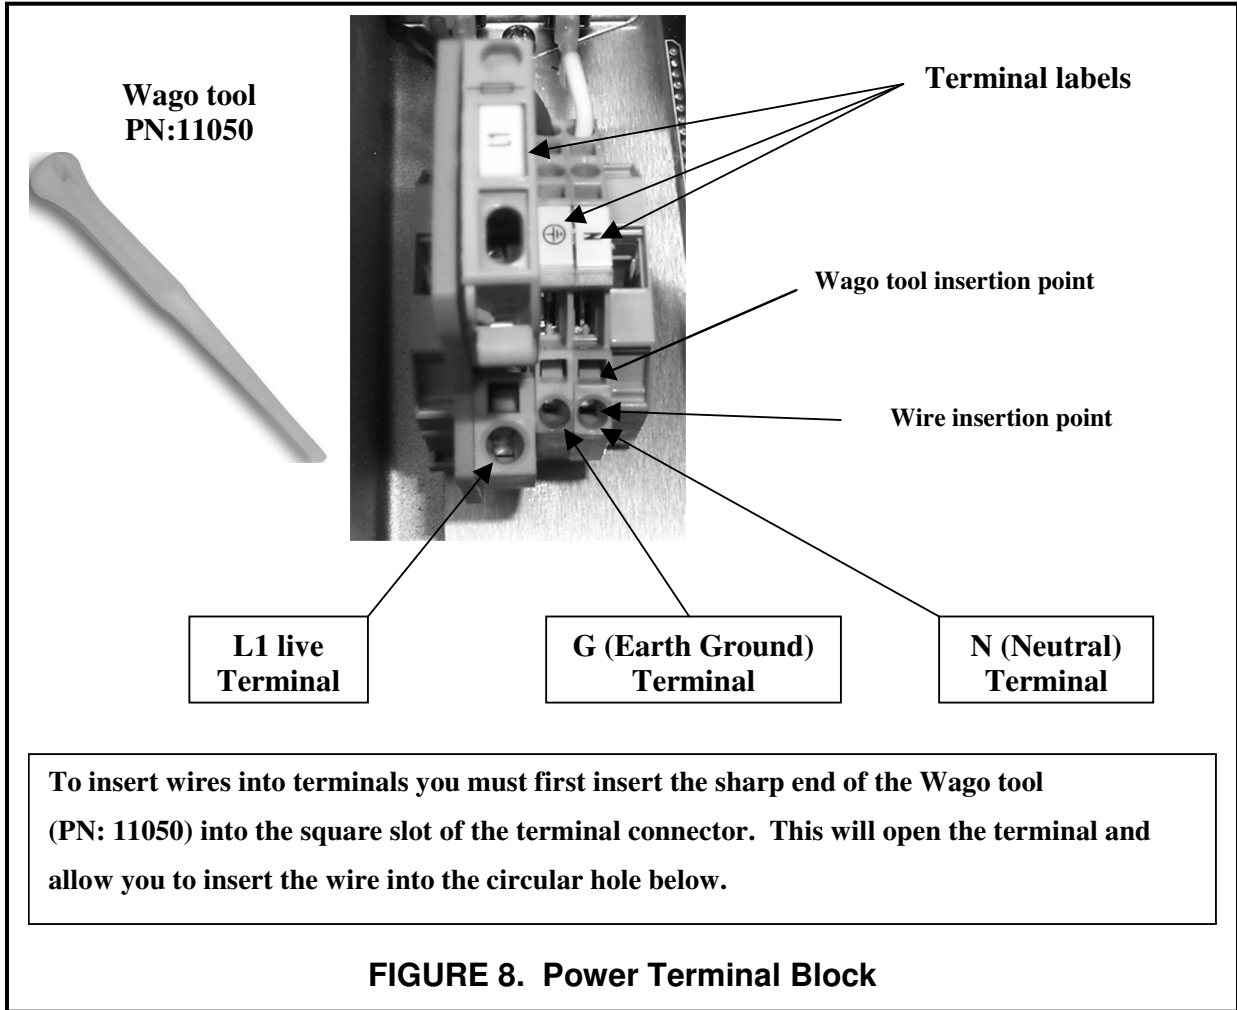 Wago tool
PN:11050
Terminal labels
L1
N
Wago tool insertion point
Wire insertion point
L1 live
Terminal
G (Earth Ground)
Terminal
N (Neutral)
Terminal
To insert wires into terminals you must first insert the sharp end of the Wago tool
(PN: 11050) into the square slot of the terminal connector.  This will open the terminal and
allow you to insert the wire into the circular hole below.
FIGURE 8.  Power Terminal Block